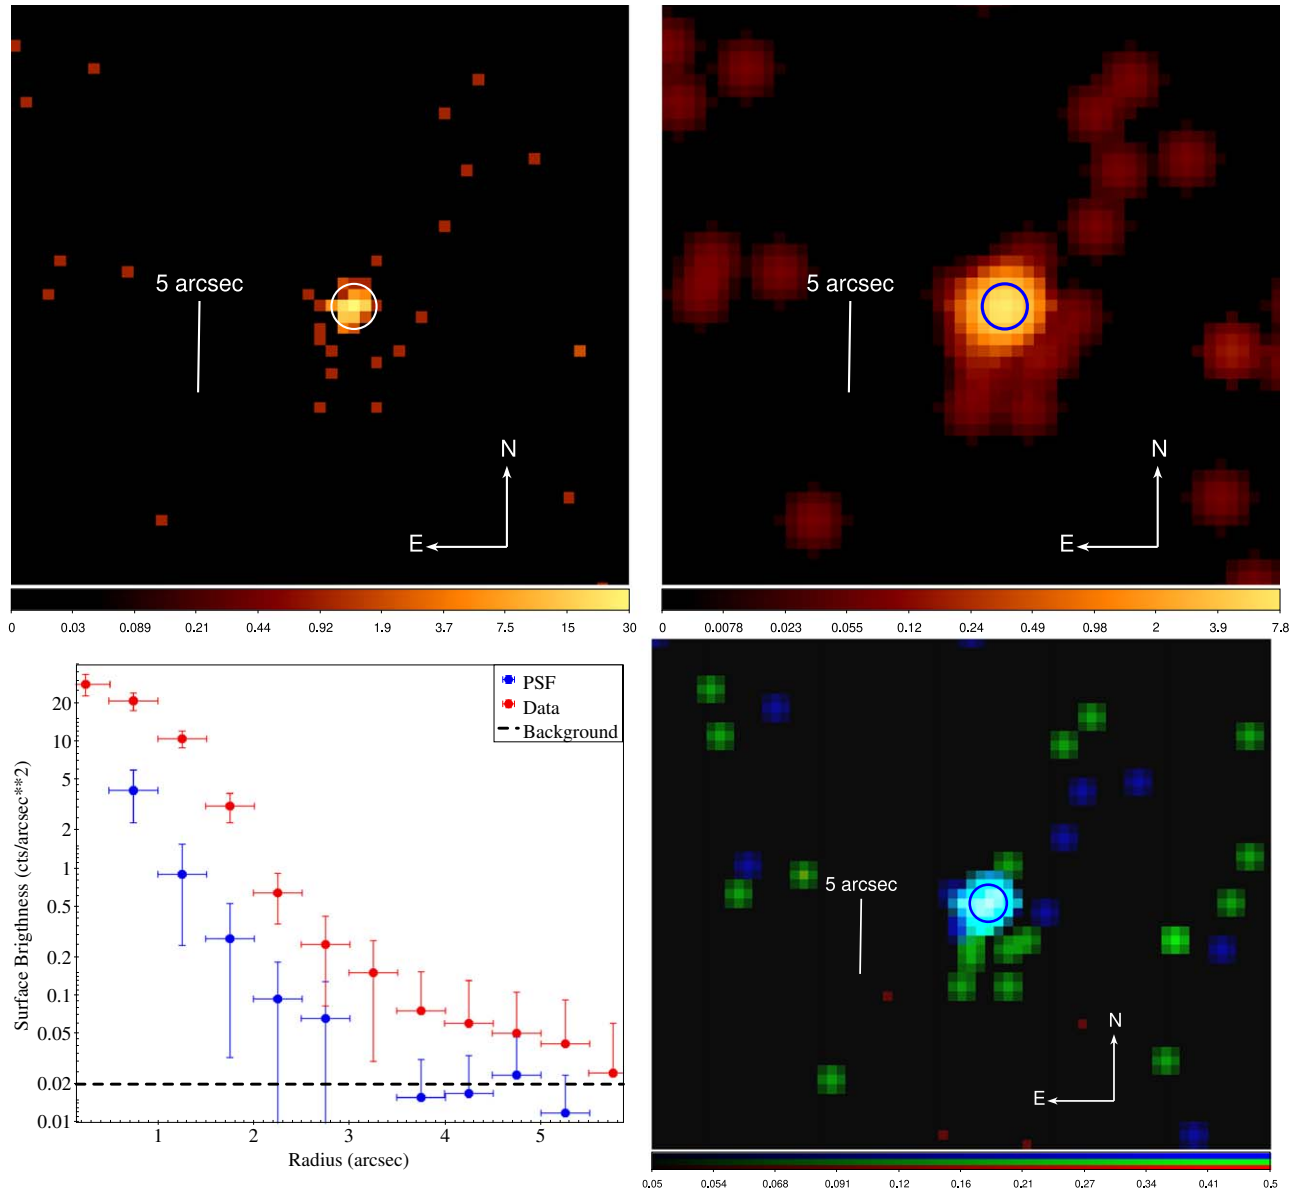 5 arcsec
N
E
0 0.03 0.089 0.21 0.44 0.92 1.9 3.7 7.5 15 30
5 arcsec
N
E
0 0.0078 0.023 0.055 0.12 0.24 0.49 0.98 2 3.9 7.8
PSF
Data
Background
20
10
5
2
1
0.5
0.2
0.1
0.05
0.02
0.01
Surface Brigthness (cts/arcsec**2)
1 2 3 4 5
Radius (arcsec)
5 arcsec
N
E
0.05 0.054 0.068 0.091 0.12 0.16 0.21 0.27 0.34 0.41 0.5